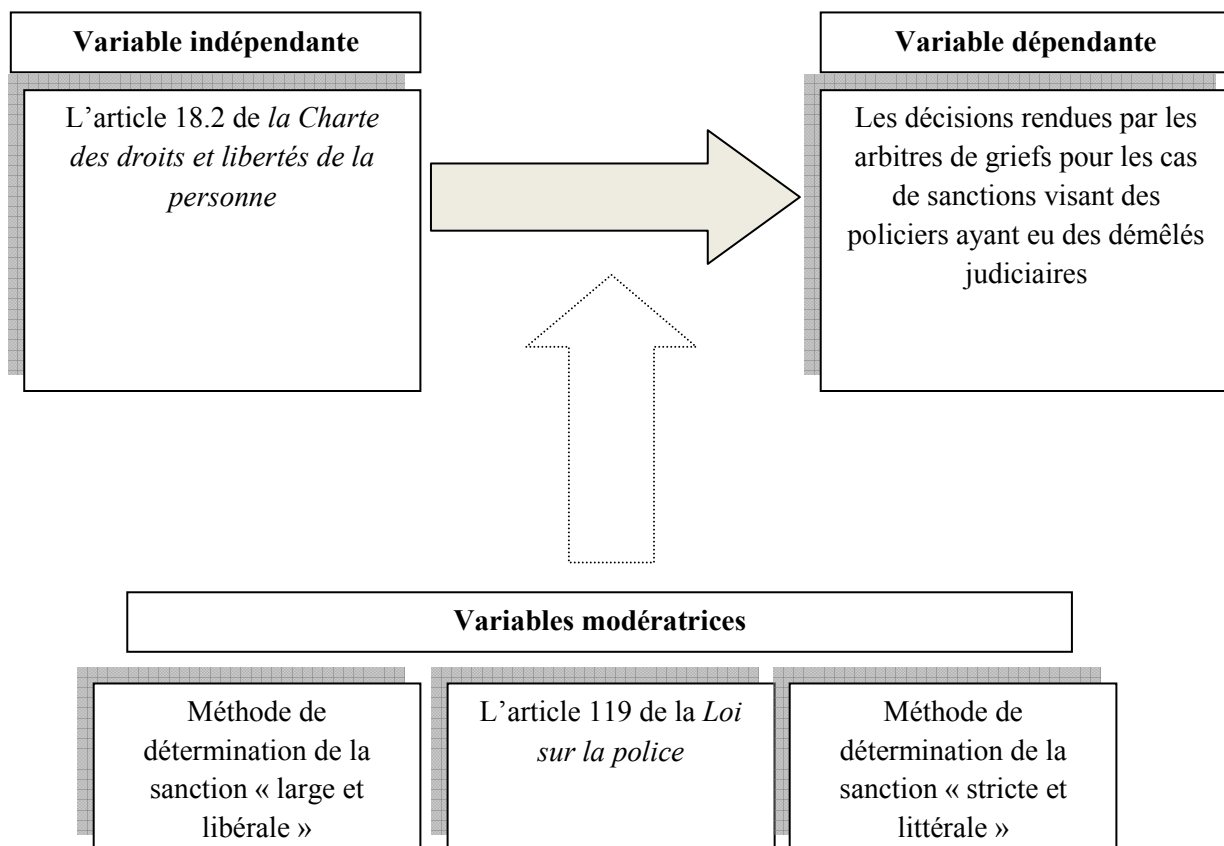 Variable indépendante
L’article 18.2 de la Charte
des droits et libertés de la
personne
Variable dépendante
Les décisions rendues par les
arbitres de griefs pour les cas
de sanctions visant des
policiers ayant eu des démêlés
judiciaires
Variables modératrices
Méthode de
détermination de la
sanction « large et
libérale »
L’article 119 de la Loi
sur la police
Méthode de
détermination de la
sanction « stricte et
littérale »